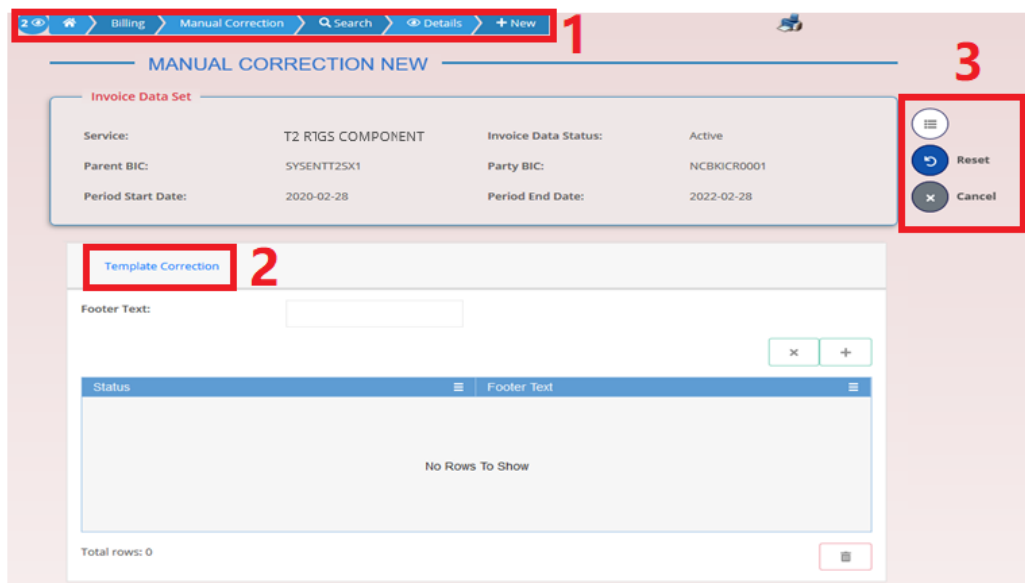 2 Billing Manual Correction Search Details New
1
MANUAL CORRECTION NEW
3
Invoice Data Set
Service: T2 RTGS COMPONENT Invoice Data Status: Active
Parent BIC: SYSENTT2SX1 Party BIC: NCBKICR0001
Period Start Date: 2020-02-28 Period End Date: 2022-02-28
Reset
Cancel
Template Correction
2
Footer Text:
Status Footer Text
No Rows To Show
Total rows: 0